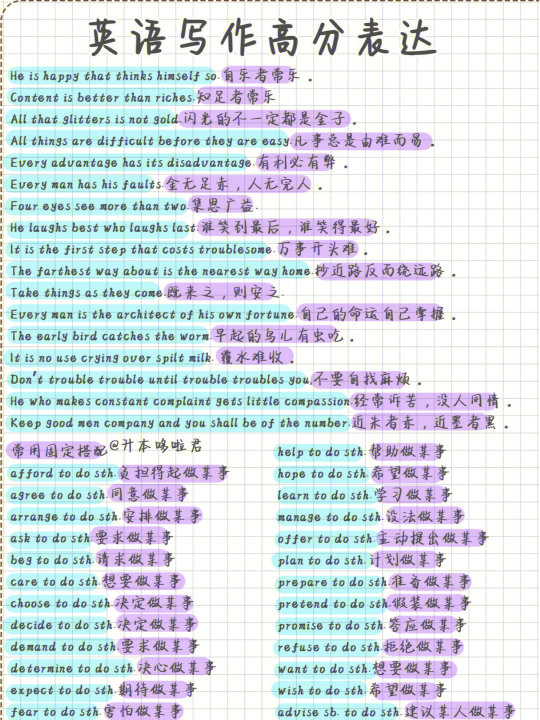 英语写作高分表达
He is happy that thinks himself so.自乐者常乐。
Content is better than riches.知足者常乐
All that glitters is not gold.闪光的不一定都是金子。
All things are difficult before they are easy.凡事总是由难而易。
Every advantage has its disadvantage.有利必有弊。
Every man has his faults.金无足赤,人无完人。
Four eyes see more than two.集思广益.
He laughs best who laughs last.谁笑到最后,谁笑得最好。
It is the first step that costs troublesome.万事开头难。
The farthest way about is the nearest way home.抄近路反而绕远路。
Take things as they come.既来之,则安之.
Every man is the architect of his own fortune.自己的命运自己掌握。
The early bird catches the worm.早起的鸟儿有虫吃。
It is no use crying over spilt milk. 覆水难收。
Don't trouble trouble until trouble troubles you,不要自找麻烦。
He who makes constant complaint gets little compassion.经常诉苦,没人同情。
Keep good men company and you shall be of the number.近朱者赤,近墨者黑。
常用固定搭配@升本哆啦君
afford to do sth.负担得起做某事
agree to do sth.同意做某事
arrange to do sth.安排做某事
ask to do sth.要求做某事
beg to do sth.请求做某事
care to do sth.想要做某事
choose to do sth.决定做某事
decide to do sth.决定做某事
demand to do sth.要求做某事
determine to do sth.决心做某事
expect to do sth.期待做某事
fear to do sth.害怕做某事
help to do sth.帮助做某事
hope to do sth.希望做某事
learn to do sth.学习做某事
manage to do sth.设法做某事
offer to do sth.主动提出做某事
plan to do sth.计划做某事
prepare to do sth.准备做某事
pretend to do sth.假装做某事
promise to do sth.答应做某事
refuse to do sth.拒绝做某事
want to do sth.想要做某事
wish to do sth.希望做某事
advise sb. to do sth.建议某人做某事